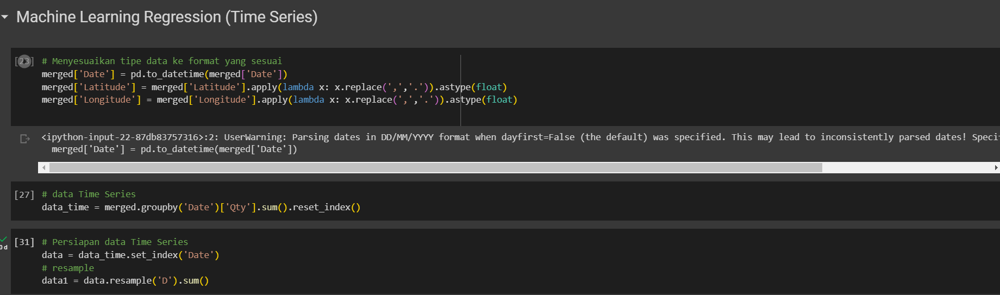 Machine Learning Regression (Time Series)
[23] # Menyesuaikan tipe data ke format yang sesuai
merged['Date'] = pd.to_datetime(merged['Date'])
merged['Latitude'] = merged['Latitude'].apply(lambda x: x.replace(',','.')).astype(float)
merged['Longitude'] = merged['Longitude'].apply(lambda x: x.replace(',','.')).astype(float)
<ipython-input-22-87db83757316>:2: UserWarning: Parsing dates in DD/MM/YYYY format when dayfirst=False (the default) was specified. This may lead to inconsistently parsed dates! Speci
merged['Date'] = pd.to_datetime(merged['Date'])
[27] # data Time Series
data_time = merged.groupby('Date')['Qty'].sum().reset_index()
[31] # Persiapan data Time Series
0 d
data = data_time.set_index('Date')
# resample
data1 = data.resample('D').sum()